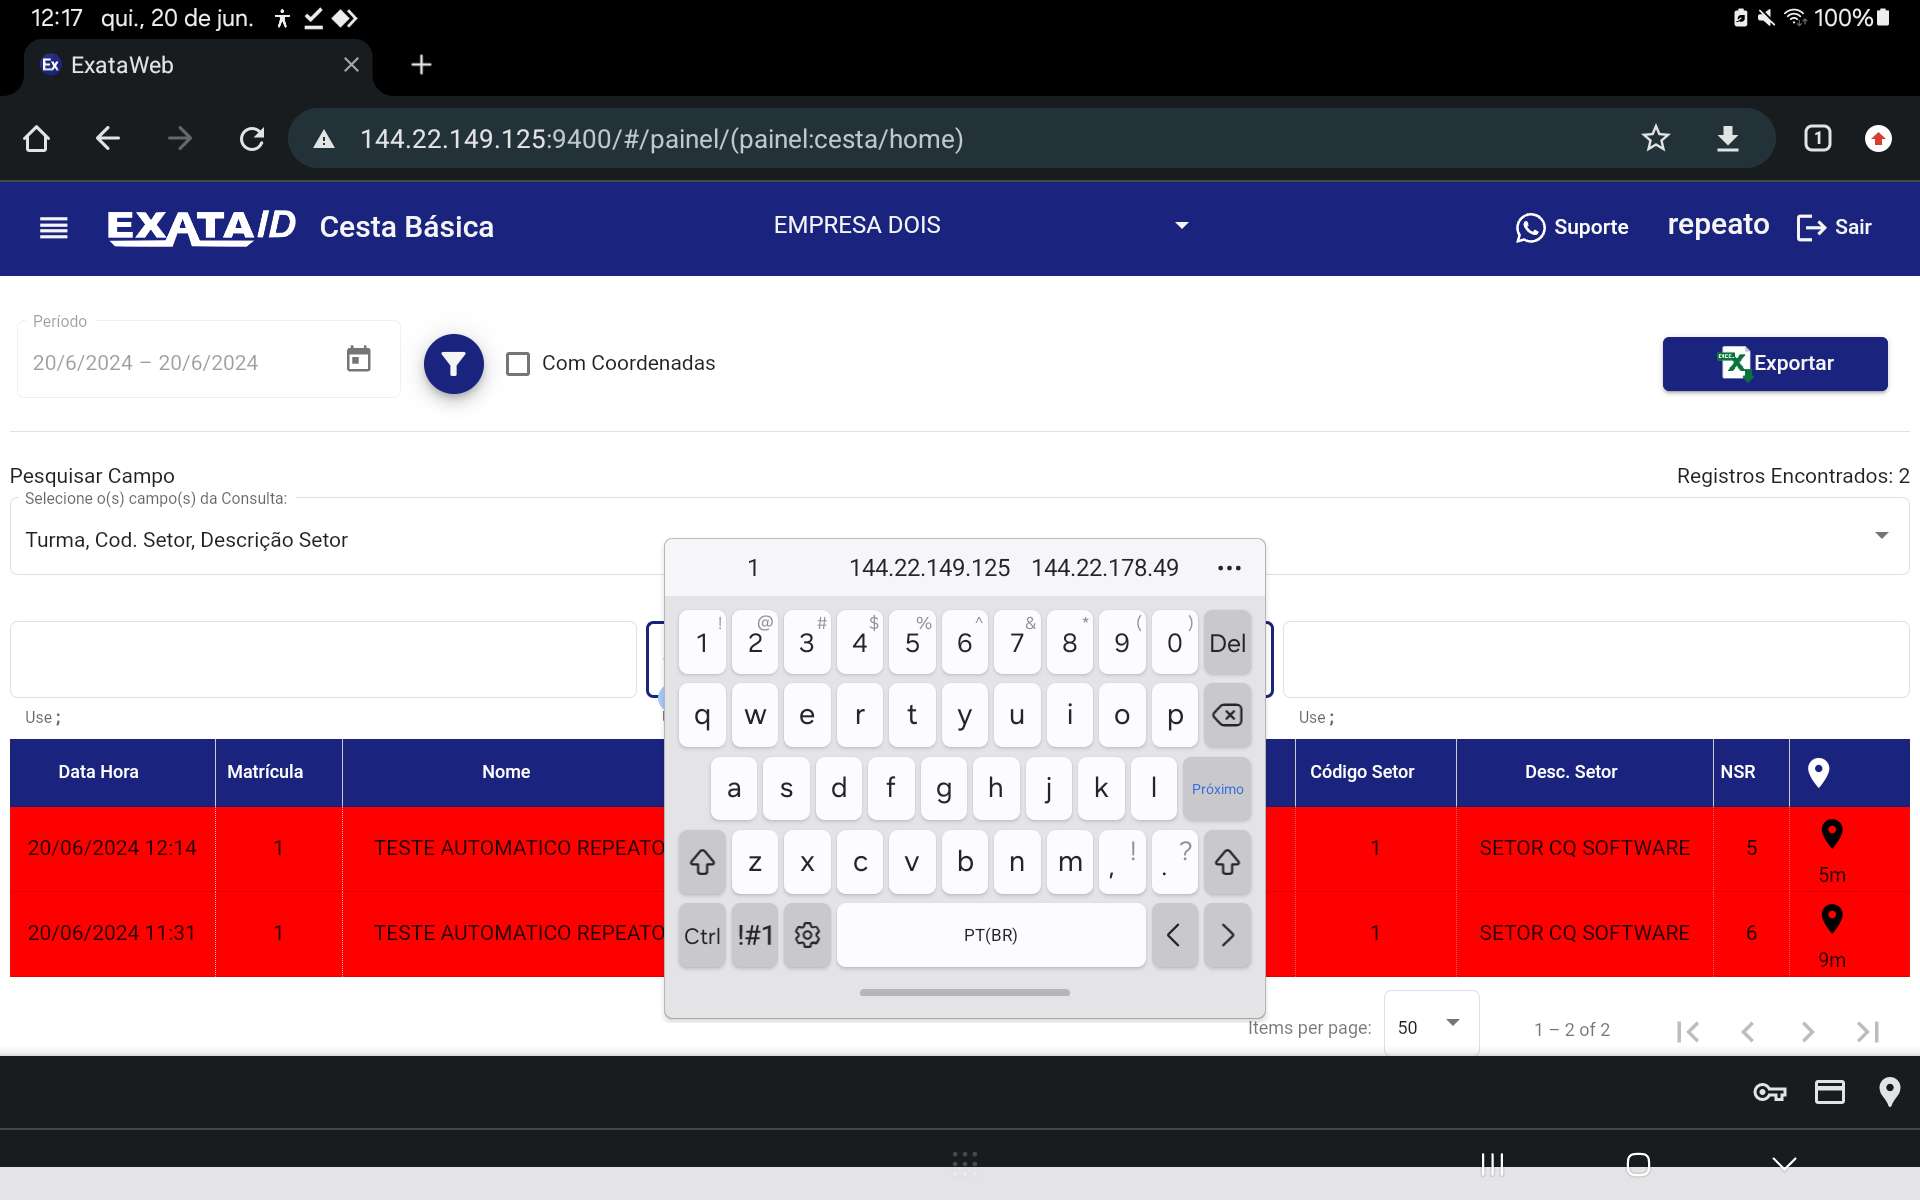 12:17 qui., 20 de jun. 100%
Ex ExataWeb
144.22.149.125:9400/#/painel/(painel:cesta/home) 1
EXATA/ID Cesta Básica EMPRESA DOIS Suporte repeato Sair
Período
20/6/2024 – 20/6/2024 Com Coordenadas Exportar
Pesquisar Campo Registros Encontrados: 2
Selecione o(s) campo(s) da Consulta:
Turma, Cod. Setor, Descrição Setor
1 144.22.149.125 144.22.178.49 •••
! @ # $ % ^ & * ( )
1 2 3 4 5 6 7 8 9 0 Del
q w e r t y u i o p
Use ; Use ;
Data Hora Matrícula Nome Código Setor Desc. Setor NSR
a s d f g h j k l Próximo
20/06/2024 12:14 1 TESTE AUTOMATICO REPEATO 1 SETOR CQ SOFTWARE 5
5m
z x c v b n m , ! . ?
20/06/2024 11:31 1 TESTE AUTOMATICO REPEATO 1 SETOR CQ SOFTWARE 6
9m
Ctrl !#1 PT(BR) < >
Items per page: 50 1 – 2 of 2